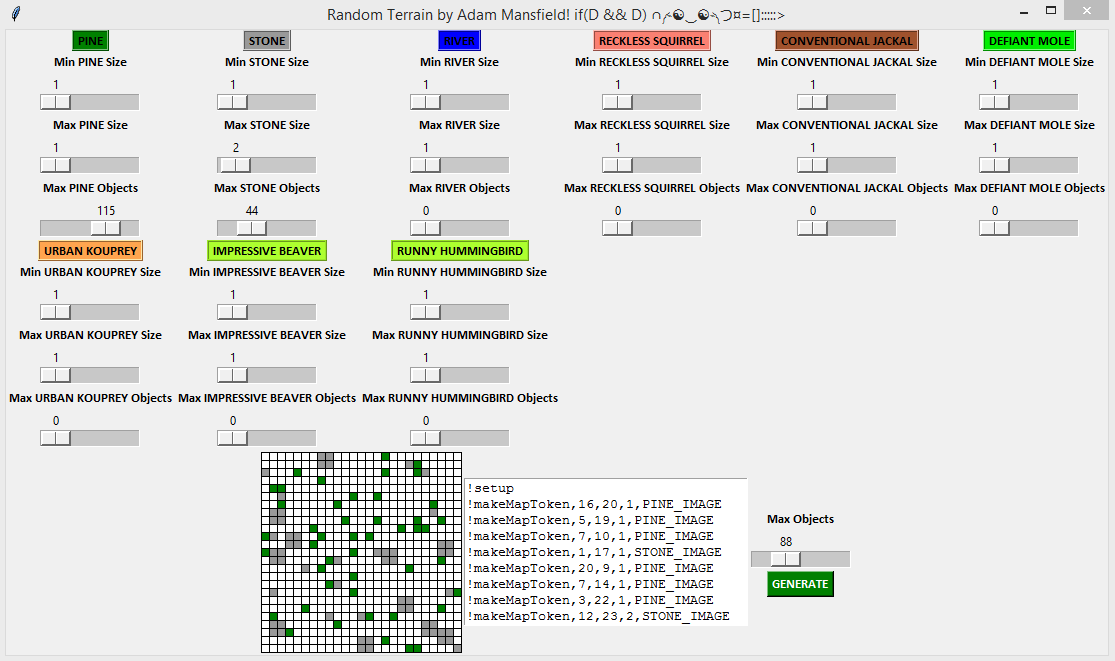 Random Terrain by Adam Mansfield! if(D && D) ∩༼☯‿☯༽つ¤=[]:::::>
PINE STONE RIVER RECKLESS SQUIRREL CONVENTIONAL JACKAL DEFIANT MOLE
Min PINE Size Min STONE Size Min RIVER Size Min RECKLESS SQUIRREL Size Min CONVENTIONAL JACKAL Size Min DEFIANT MOLE Size
1 1 1 1 1 1
Max PINE Size Max STONE Size Max RIVER Size Max RECKLESS SQUIRREL Size Max CONVENTIONAL JACKAL Size Max DEFIANT MOLE Size
1 2 1 1 1 1
Max PINE Objects Max STONE Objects Max RIVER Objects Max RECKLESS SQUIRREL Objects Max CONVENTIONAL JACKAL Objects Max DEFIANT MOLE Objects
115 44 0 0 0 0
URBAN KOUPREY IMPRESSIVE BEAVER RUNNY HUMMINGBIRD
Min URBAN KOUPREY Size Min IMPRESSIVE BEAVER Size Min RUNNY HUMMINGBIRD Size
1 1 1
Max URBAN KOUPREY Size Max IMPRESSIVE BEAVER Size Max RUNNY HUMMINGBIRD Size
1 1 1
Max URBAN KOUPREY Objects Max IMPRESSIVE BEAVER Objects Max RUNNY HUMMINGBIRD Objects
0 0 0
!setup
!makeMapToken,16,20,1,PINE_IMAGE
!makeMapToken,5,19,1,PINE_IMAGE
!makeMapToken,7,10,1,PINE_IMAGE
!makeMapToken,1,17,1,STONE_IMAGE
!makeMapToken,20,9,1,PINE_IMAGE
!makeMapToken,7,14,1,PINE_IMAGE
!makeMapToken,3,22,1,PINE_IMAGE
!makeMapToken,12,23,2,STONE_IMAGE
Max Objects
88
GENERATE